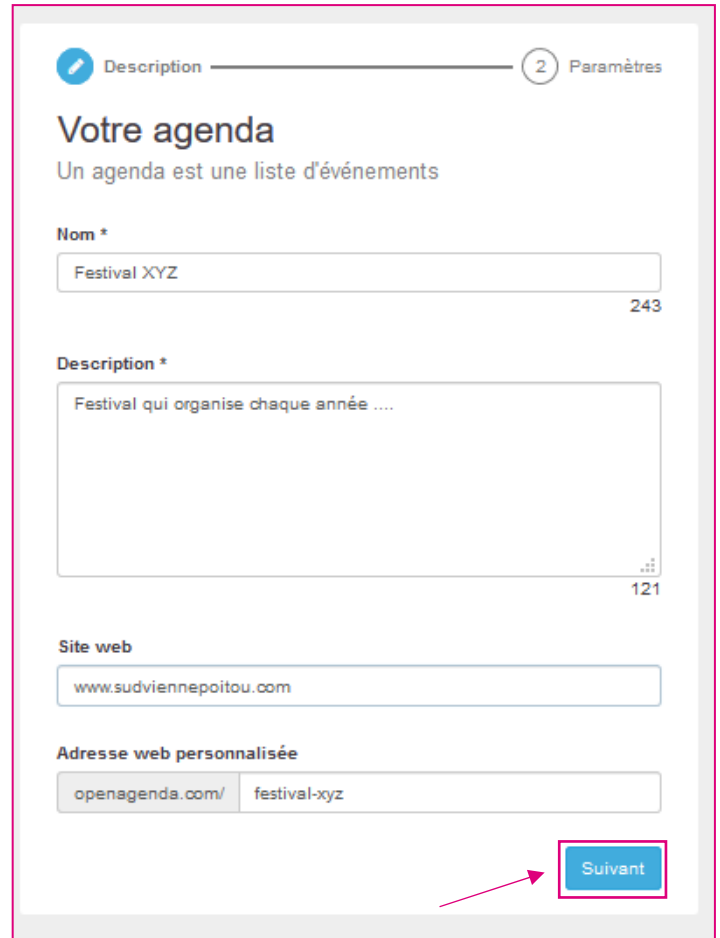 Description 2 Paramètres
Votre agenda
Un agenda est une liste d'événements
Nom *
Festival XYZ
243
Description *
Festival qui organise chaque année ....
121
Site web
www.sudviennepoitou.com
Adresse web personnalisée
openagenda.com/ festival-xyz
Suivant